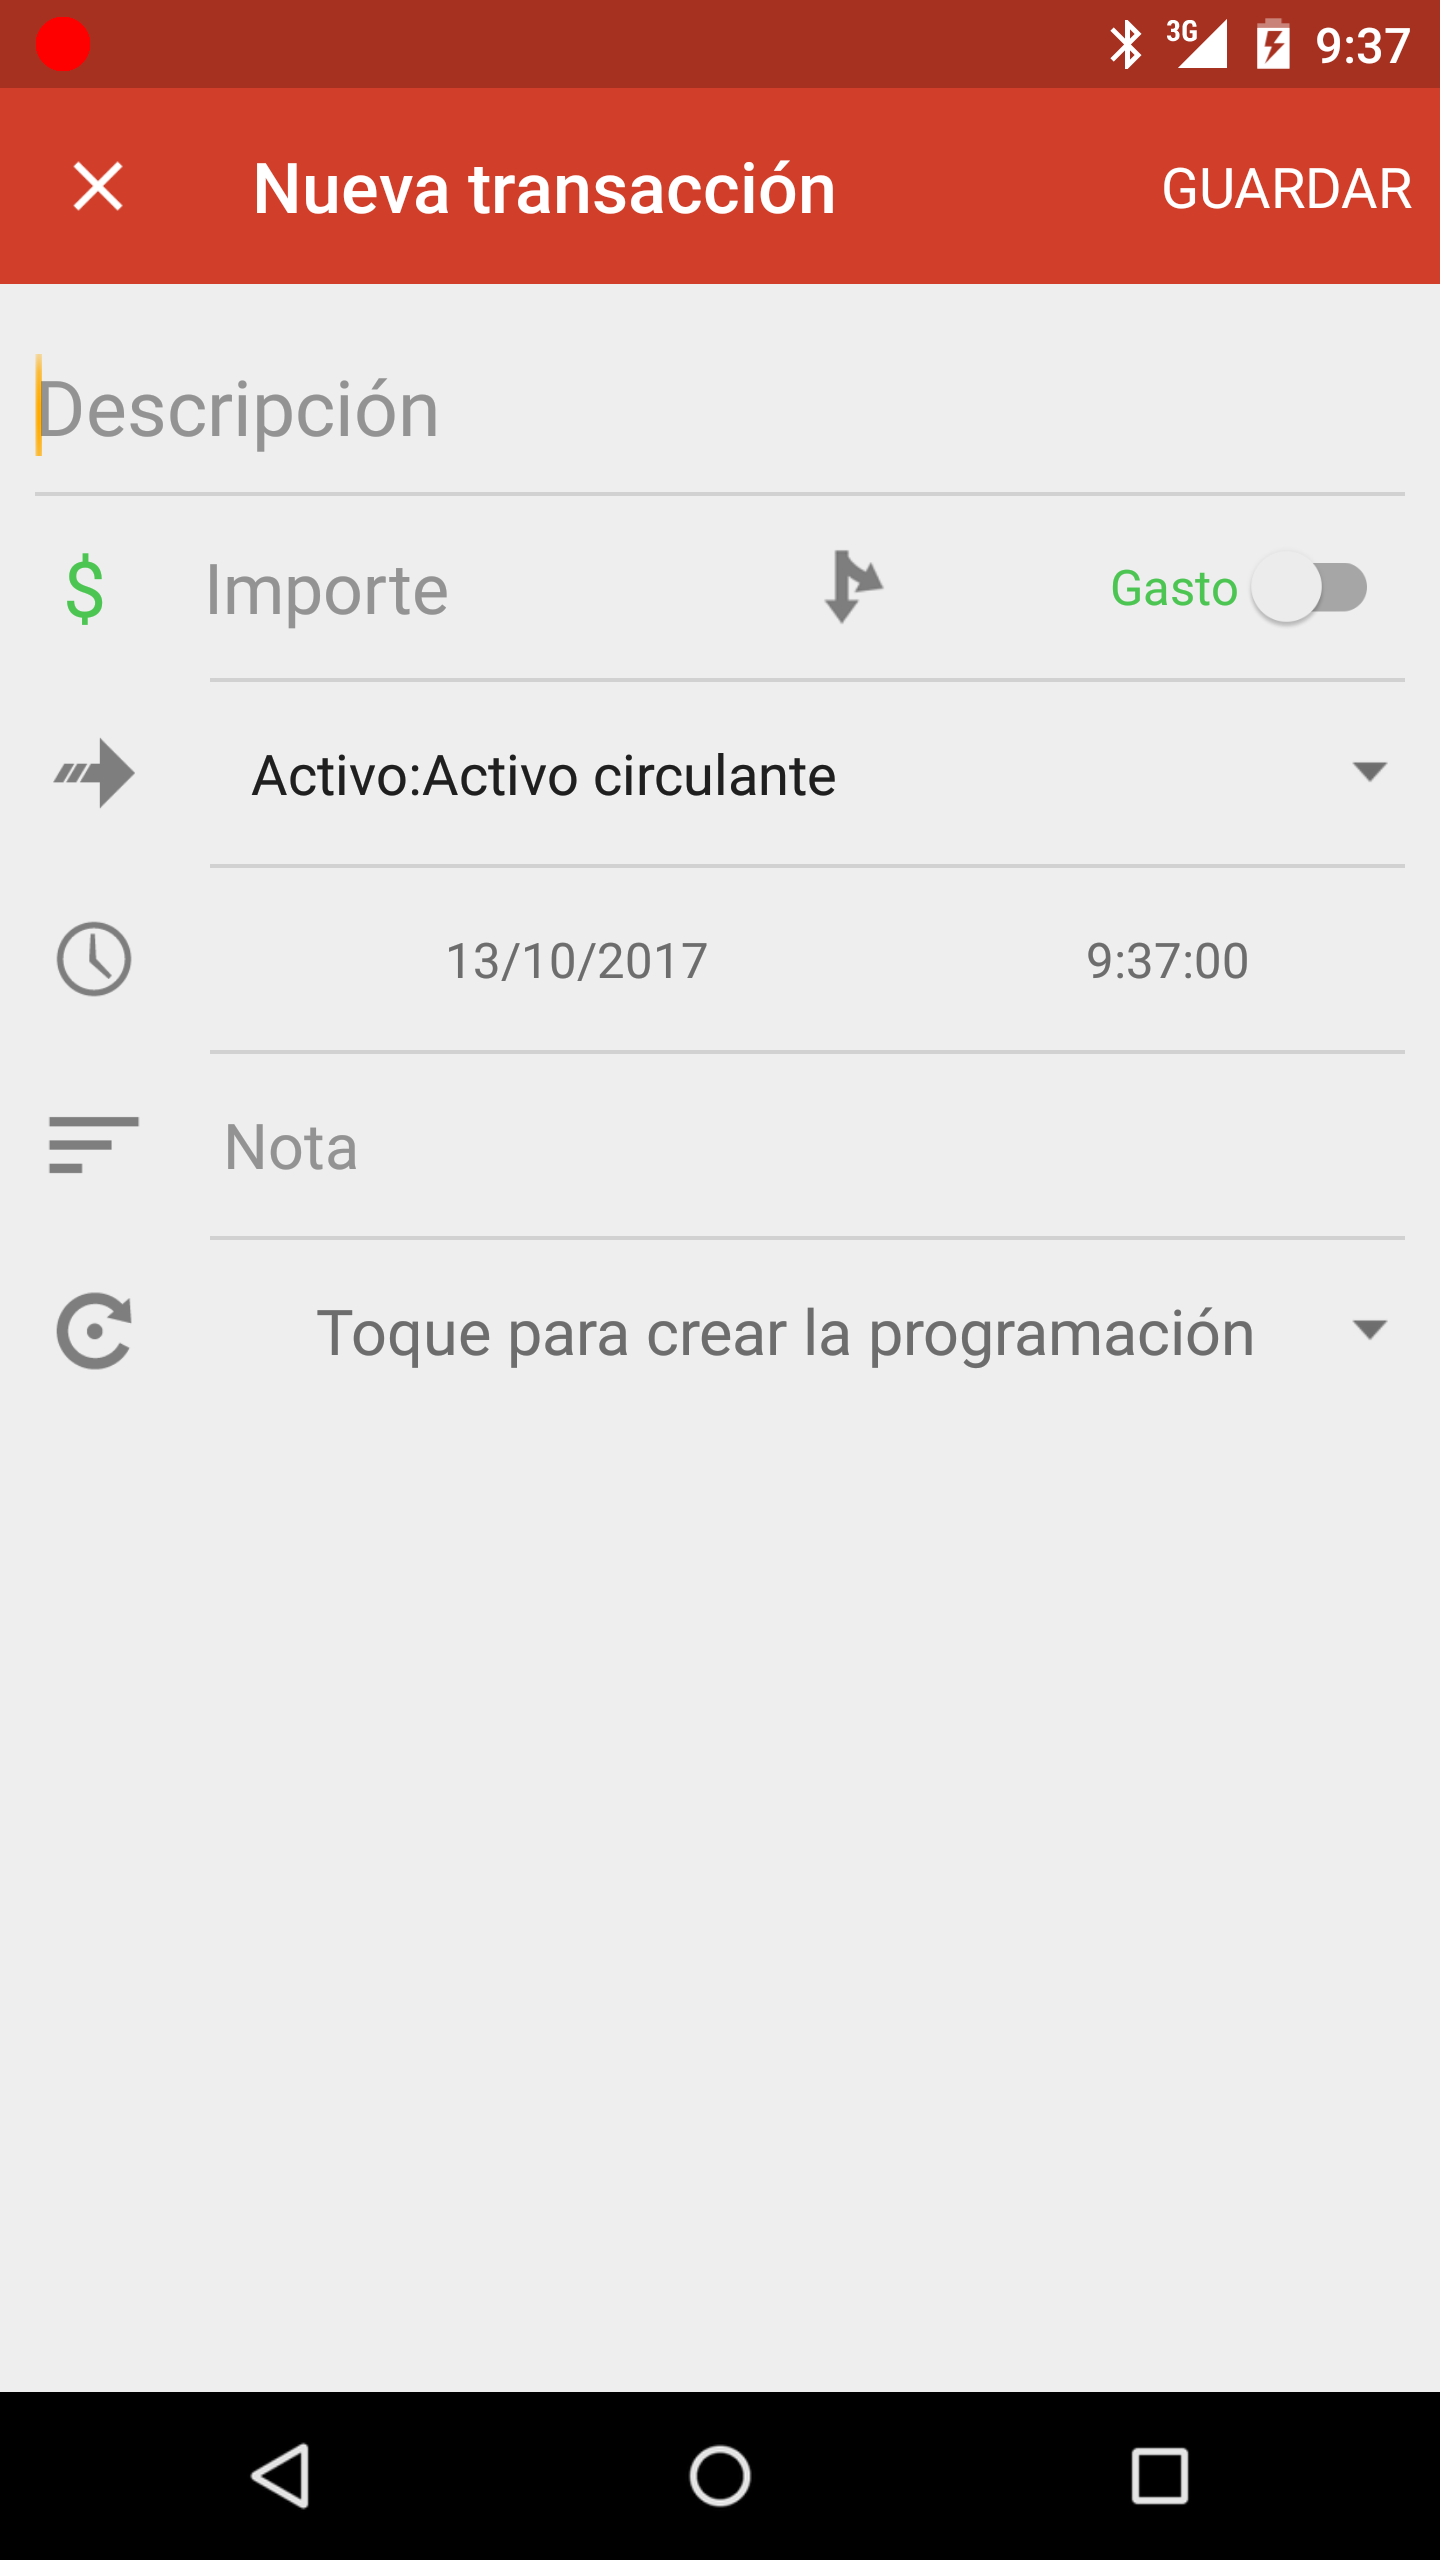 3G 9:37
Nueva transacción GUARDAR
Descripción
$ Importe Gasto
Activo:Activo circulante
13/10/2017 9:37:00
Nota
Toque para crear la programación